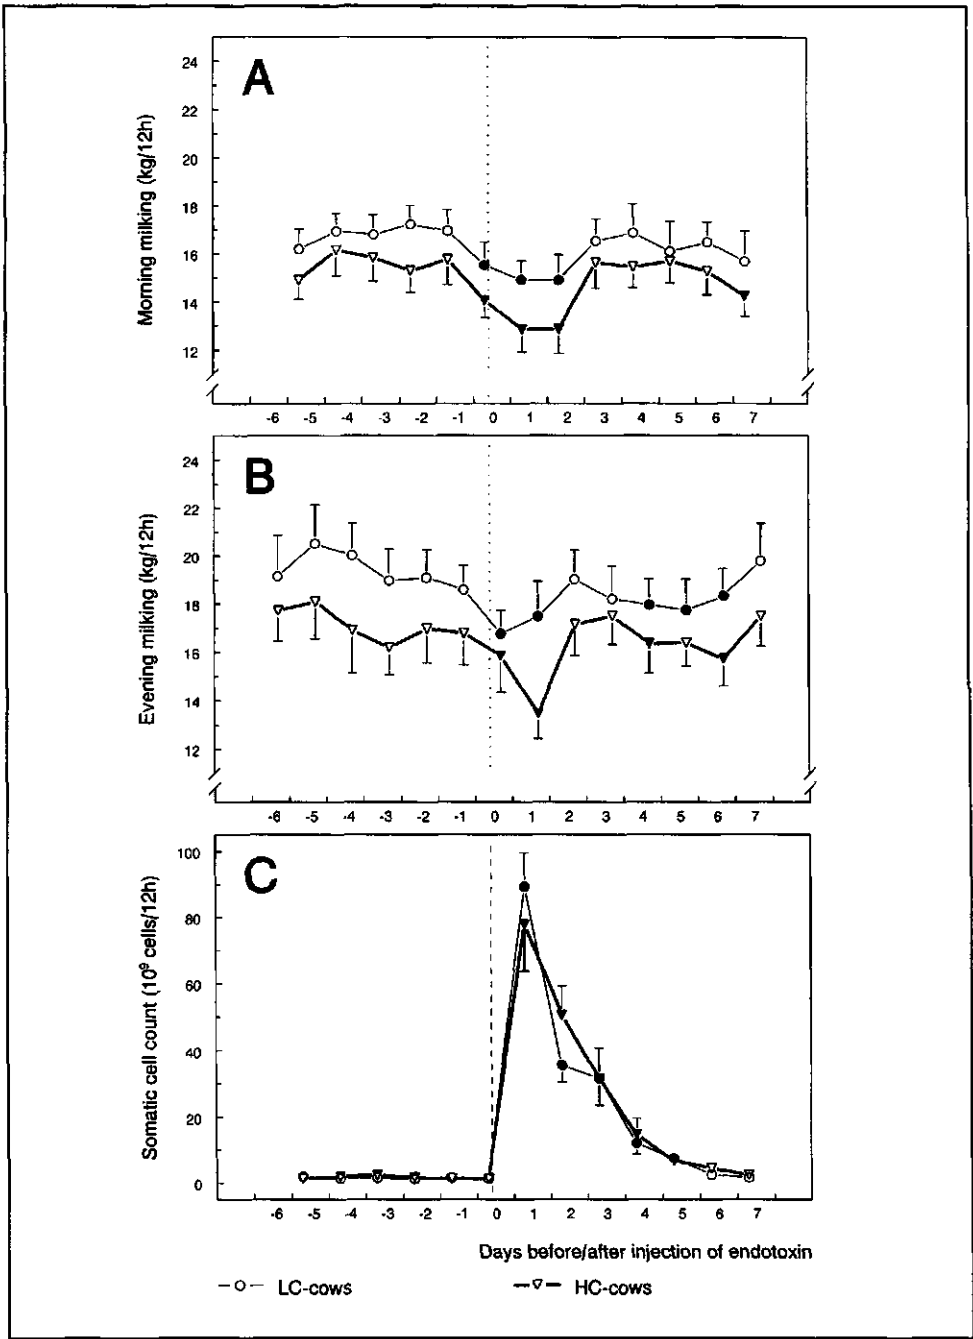 A
Morning milking (kg/12h)
24
22
20
18
16
14
12
-6 -5 -4 -3 -2 -1 0 1 2 3 4 5 6 7
B
Evening milking (kg/12h)
24
22
20
18
16
14
12
-6 -5 -4 -3 -2 -1 0 1 2 3 4 5 6 7
C
Somatic cell count (10⁹ cells/12h)
100
80
60
40
20
0
-6 -5 -4 -3 -2 -1 0 1 2 3 4 5 6 7
Days before/after injection of endotoxin
LC-cows HC-cows